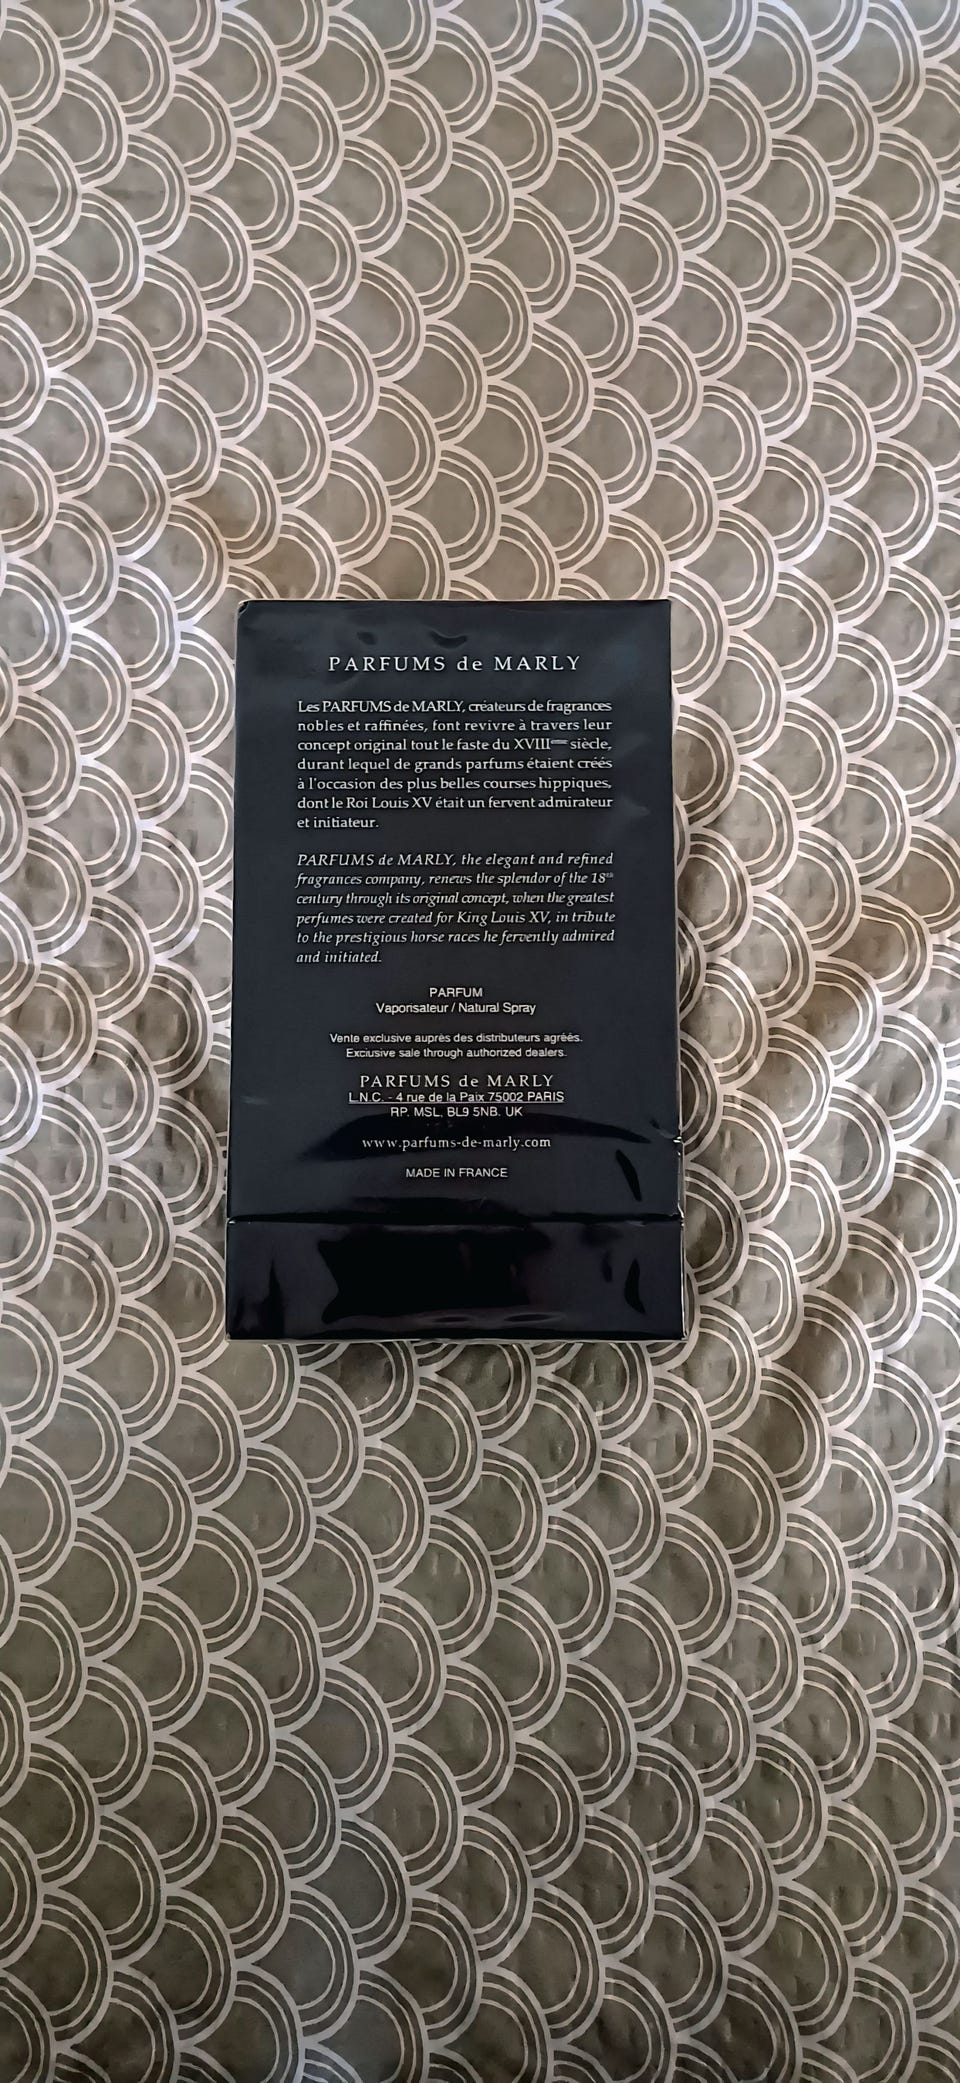 PARFUMS de MARLY
Les PARFUMS de MARLY, créateurs de fragrances
nobles et raffinées, font revivre à travers leur
concept original tout le faste du XVIIIème siècle,
durant lequel de grands parfums étaient créés
à l'occasion des plus belles courses hippiques,
dont le Roi Louis XV était un fervent admirateur
et initiateur.
PARFUMS de MARLY, the elegant and refined
fragrances company, renews the splendor of the 18th
century through its original concept, when the greatest
perfumes were created for King Louis XV, in tribute
to the prestigious horse races he fervently admired
and initiated.
PARFUM
Vaporisateur / Natural Spray
Vente exclusive auprès des distributeurs agréés.
Exclusive sale through authorized dealers.
PARFUMS de MARLY
L.N.C. - 4 rue de la Paix 75002 PARIS
RP. MSL, BL9 5NB. UK
www.parfums-de-marly.com
MADE IN FRANCE